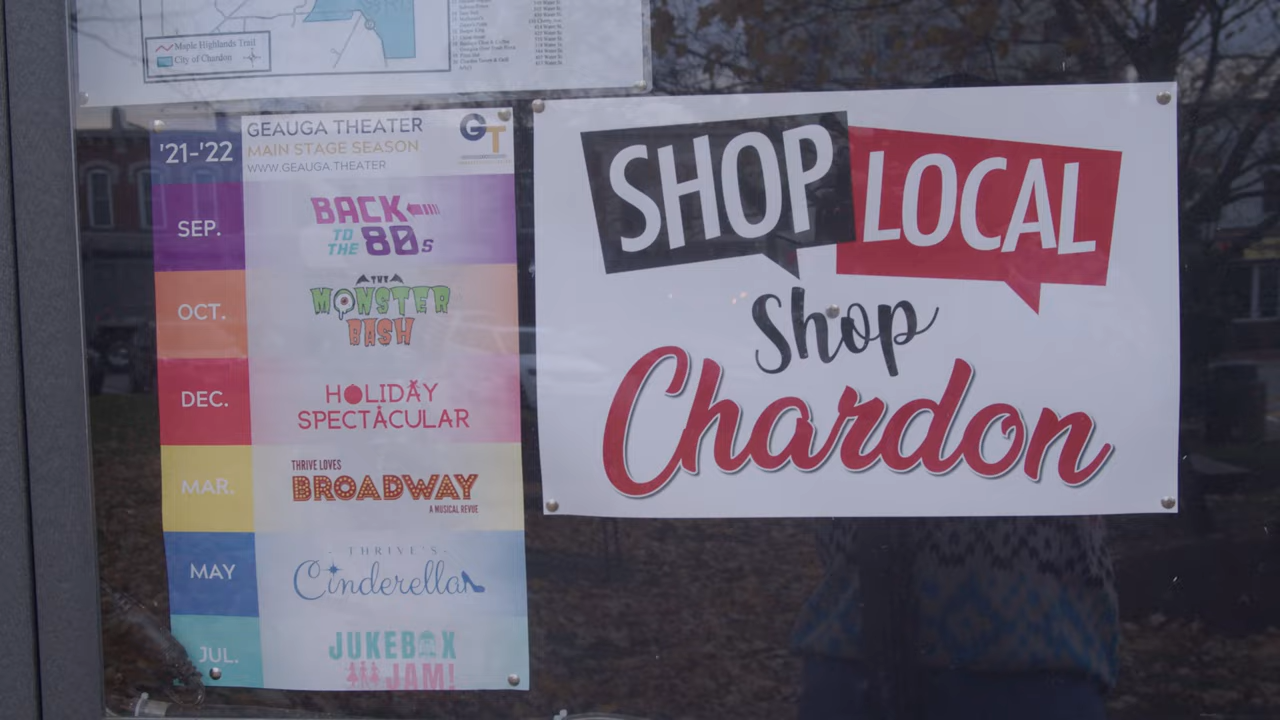 Maple Highlands Trail
City of Chardon
'21-'22
GEAUGA THEATER
MAIN STAGE SEASON
WWW.GEAUGA.THEATER
GT
SEP.
BACK
TO THE 80s
OCT.
THE
MONSTER
BASH
DEC.
HOLIDAY
SPECTACULAR
MAR.
THRIVE LOVES
BROADWAY
A MUSICAL REVUE
MAY
THRIVE'S
Cinderella
JUL.
JUKEBOX
JAM!
SHOP LOCAL
Shop
Chardon